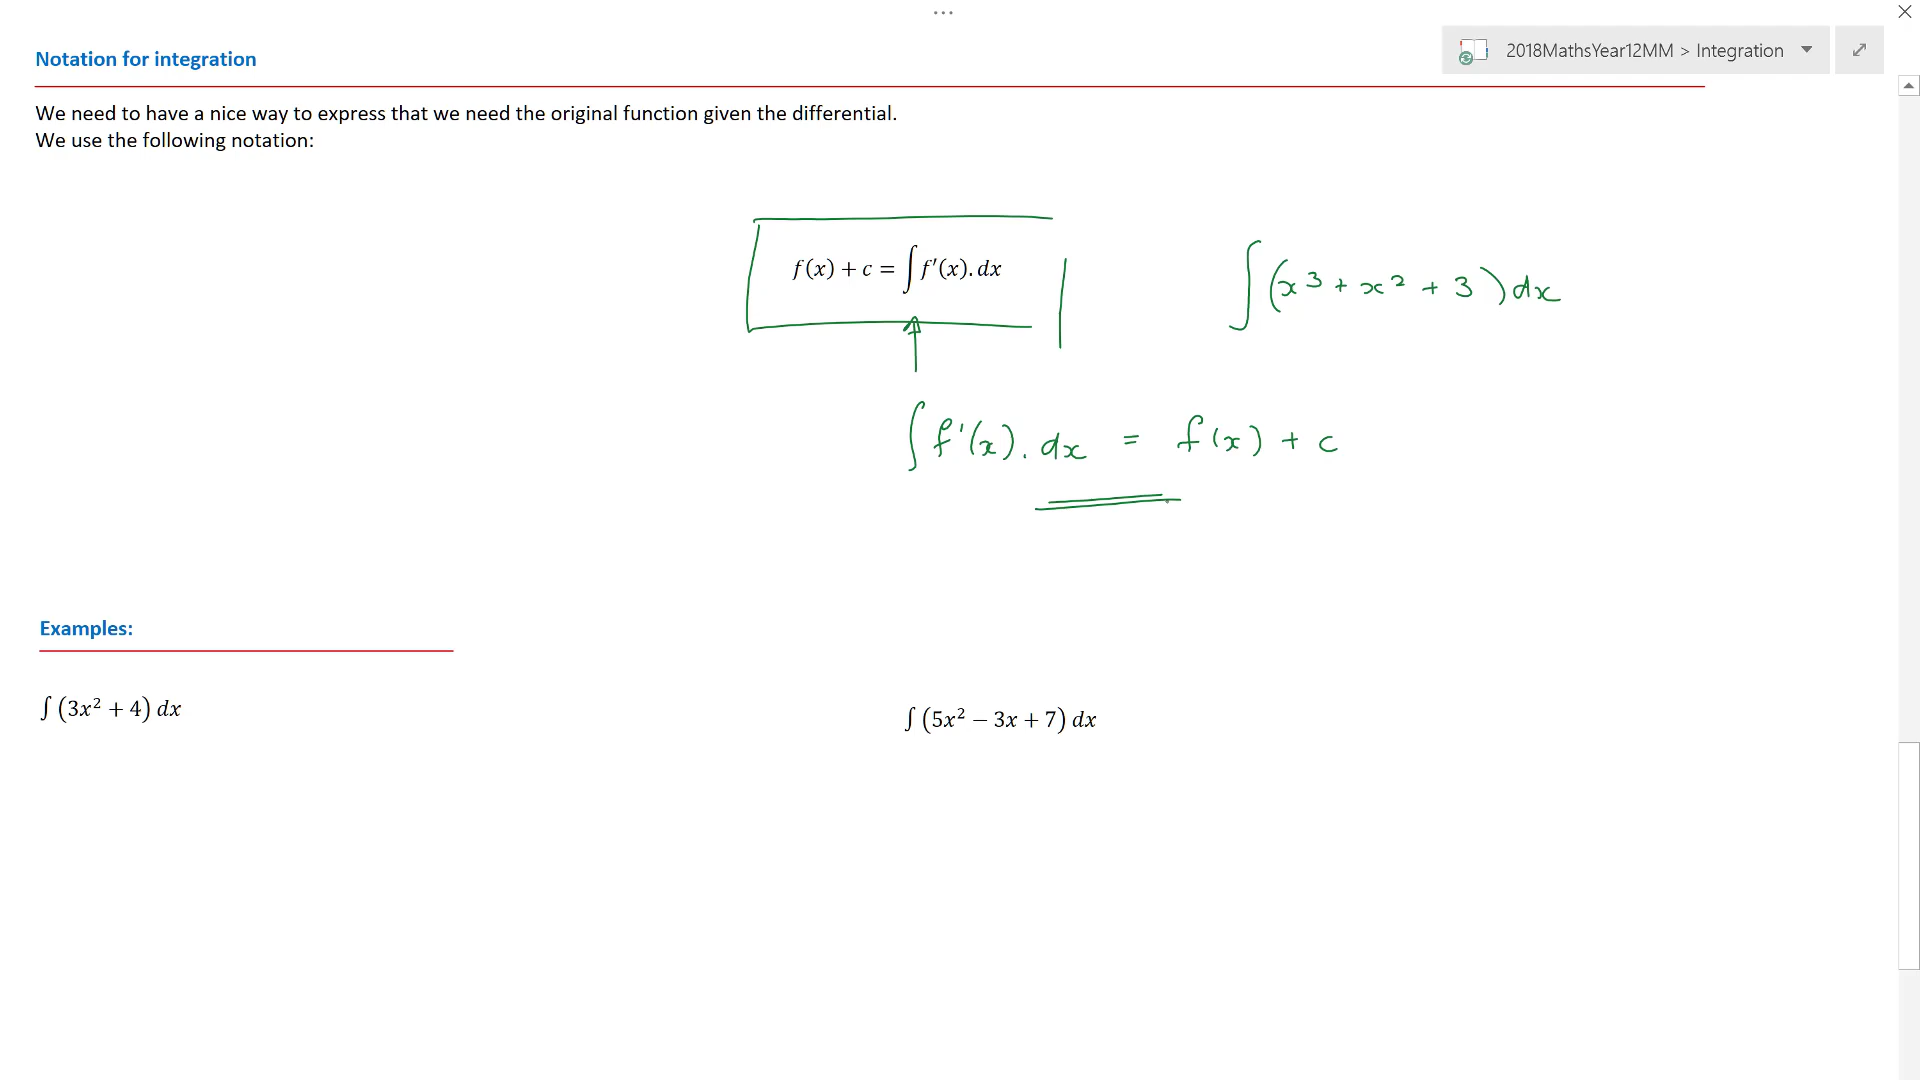 ...
2018MathsYear12MM > Integration
Notation for integration
We need to have a nice way to express that we need the original function given the differential.
We use the following notation:
f(x) + c = ∫ f′(x). dx
∫(x³ + x² + 3)dx
∫ f'(x). dx = f(x) + c
Examples:
∫ (3x² + 4) dx
∫ (5x² − 3x + 7) dx